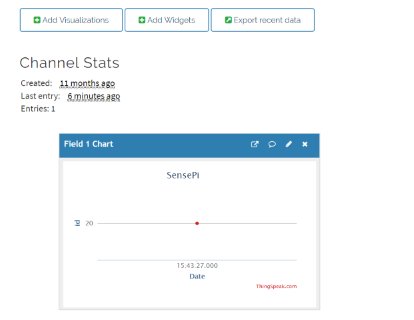 Add Visualizations
Add Widgets
Export recent data
Channel Stats
Created: 11 months ago
Last entry: 6 minutes ago
Entries: 1
Field 1 Chart
SensePi
Id
20
15:43:27.000
Date
ThingSpeak.com